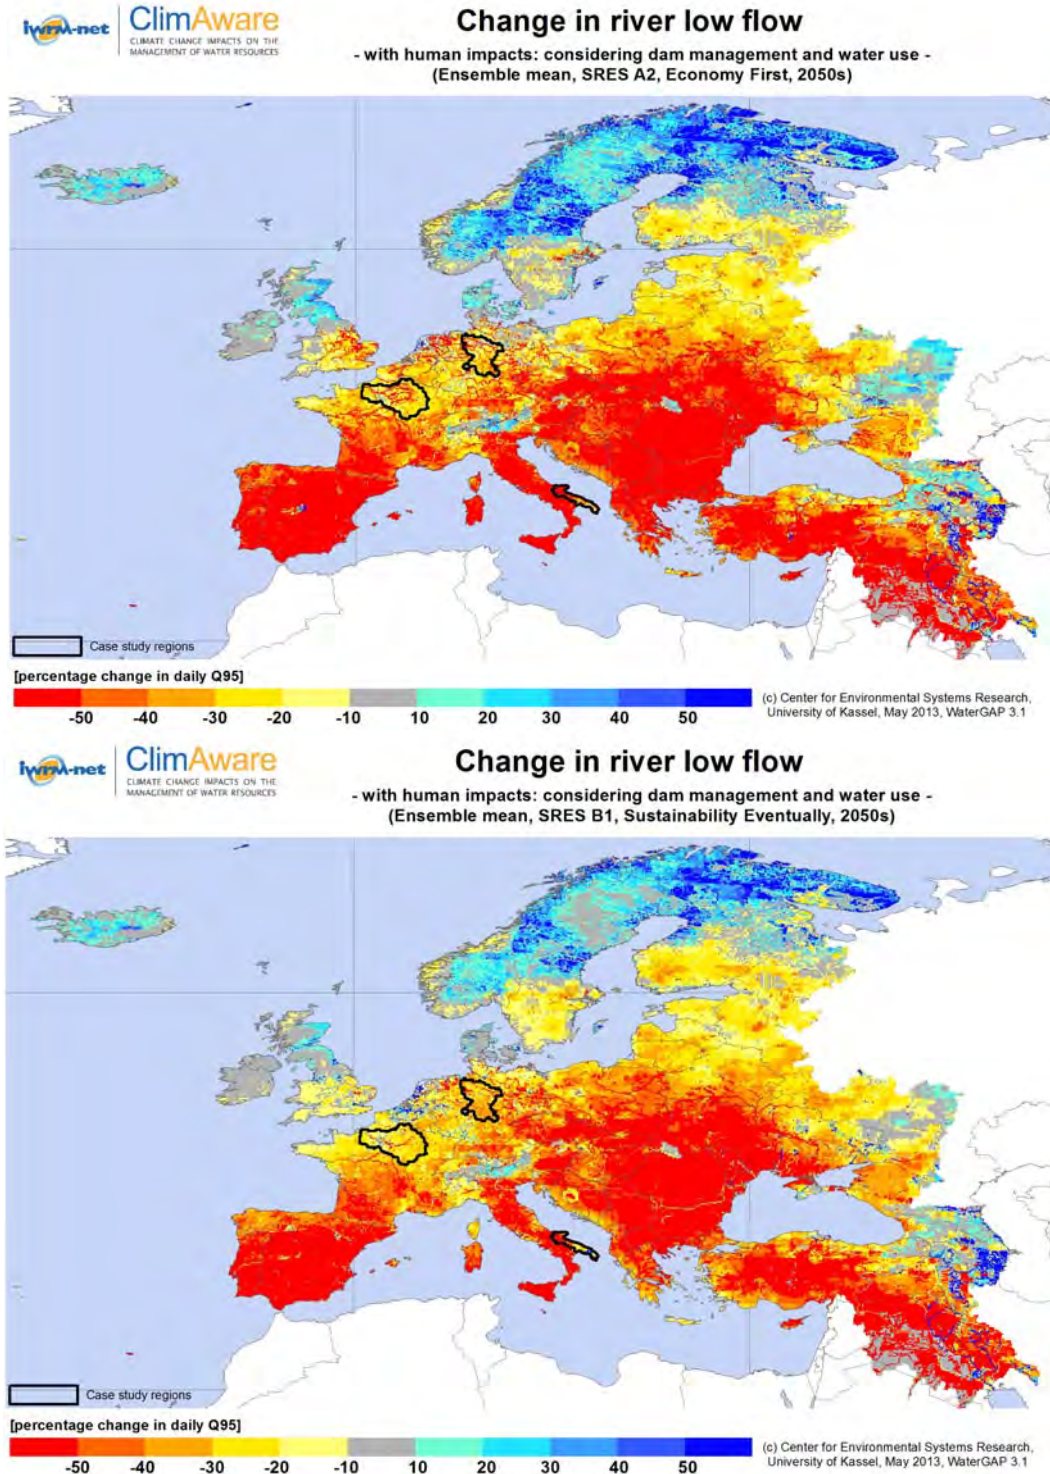 iwrm-net
ClimAware
CLIMATE CHANGE IMPACTS ON THE
MANAGEMENT OF WATER RESOURCES
Change in river low flow
- with human impacts: considering dam management and water use -
(Ensemble mean, SRES A2, Economy First, 2050s)
Case study regions
[percentage change in daily Q95]
-50 -40 -30 -20 -10 10 20 30 40 50
(c) Center for Environmental Systems Research,
University of Kassel, May 2013, WaterGAP 3.1
iwrm-net
ClimAware
CLIMATE CHANGE IMPACTS ON THE
MANAGEMENT OF WATER RESOURCES
Change in river low flow
- with human impacts: considering dam management and water use -
(Ensemble mean, SRES B1, Sustainability Eventually, 2050s)
Case study regions
[percentage change in daily Q95]
-50 -40 -30 -20 -10 10 20 30 40 50
(c) Center for Environmental Systems Research,
University of Kassel, May 2013, WaterGAP 3.1